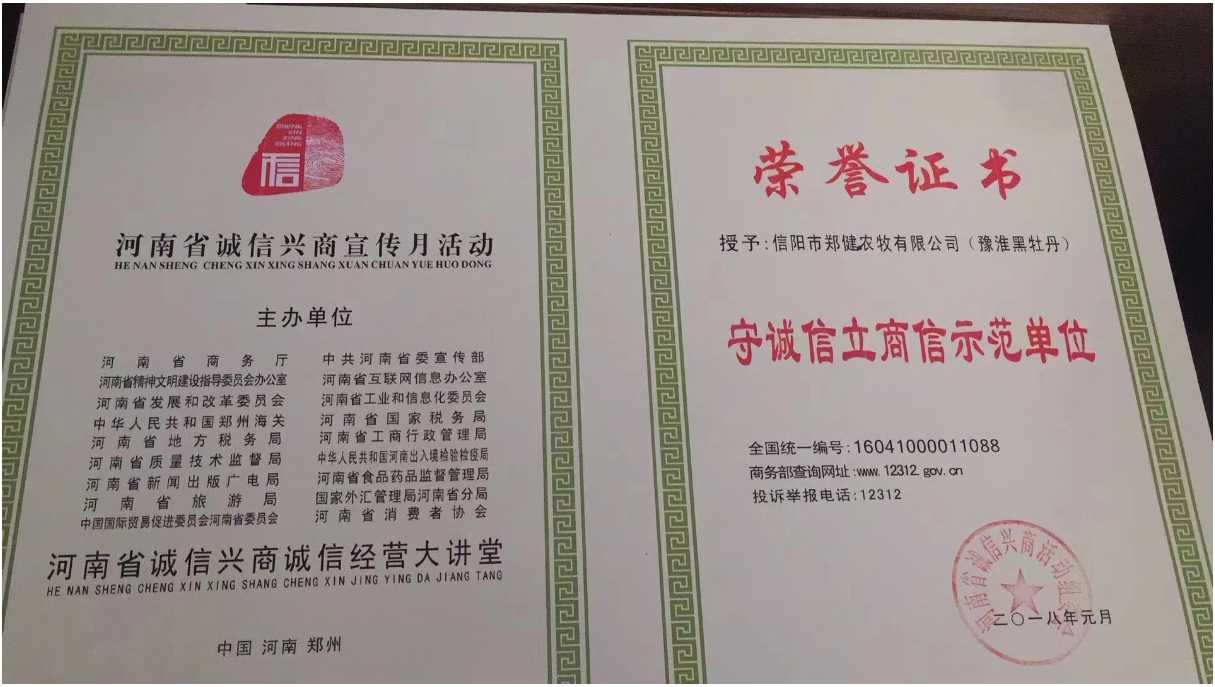 CHENG
XIN
XING
SHANG
信
河南省诚信兴商宣传月活动
HE NAN SHENG CHENG XIN XING SHANG XUAN CHUAN YUE HUO DONG
主办单位
河南省商务厅 中共河南省委宣传部
河南省精神文明建设指导委员会办公室 河南省互联网信息办公室
河南省发展和改革委员会 河南省工业和信息化委员会
中华人民共和国郑州海关 河南省国家税务局
河南省地方税务局 河南省工商行政管理局
河南省质量技术监督局 中华人民共和国河南出入境检验检疫局
河南省新闻出版广电局 河南省食品药品监督管理局
河南省旅游局 国家外汇管理局河南省分局
中国国际贸易促进委员会河南省委员会 河南省消费者协会
河南省诚信兴商诚信经营大讲堂
HE NAN SHENG CHENG XIN XING SHANG CHENG XIN JING YING DA JIANG TANG
中国 河南 郑州
荣誉证书
授予:信阳市郑健农牧有限公司（豫淮黑牡丹）
守诚信立商信示范单位
全国统一编号:16041000011088
商务部查询网址:www.12312.gov.cn
投诉举报电话:12312
河南省诚信兴商活动组委会
二〇一八年元月